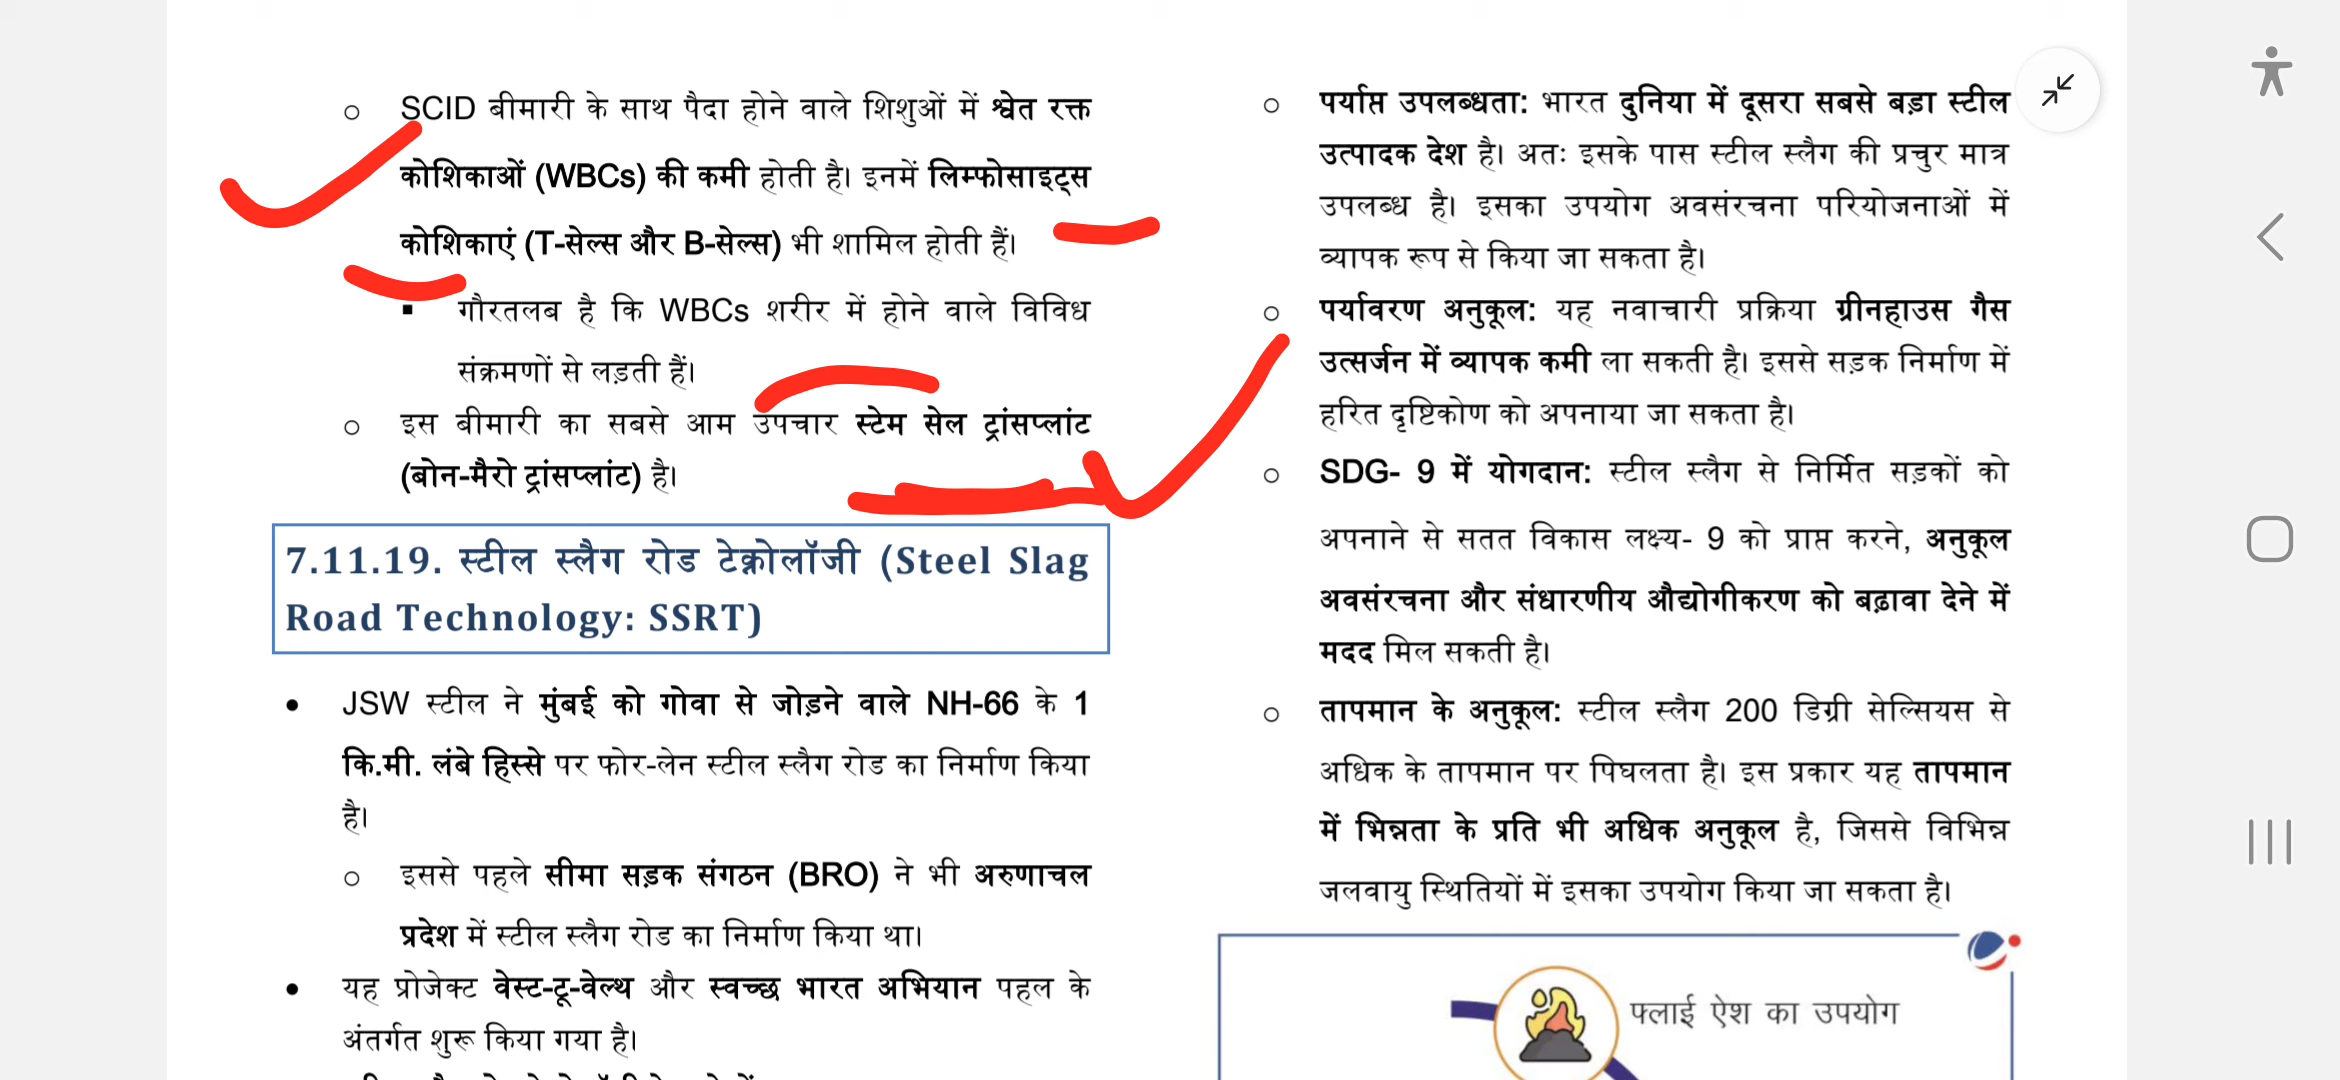 SCID बीमारी के साथ पैदा होने वाले शिशुओं में श्वेत रक्त
कोशिकाओं (WBCs) की कमी होती है। इनमें लिम्फोसाइट्स
कोशिकाएं (T-सेल्स और B-सेल्स) भी शामिल होती हैं।
गौरतलब है कि WBCs शरीर में होने वाले विविध
संक्रमणों से लड़ती हैं।
इस बीमारी का सबसे आम उपचार स्टेम सेल ट्रांसप्लांट
(बोन-मैरो ट्रांसप्लांट) है।
7.11.19. स्टील स्लैग रोड टेक्नोलॉजी (Steel Slag
Road Technology: SSRT)
JSW स्टील ने मुंबई को गोवा से जोड़ने वाले NH-66 के 1
कि.मी. लंबे हिस्से पर फोर-लेन स्टील स्लैग रोड का निर्माण किया
है।
इससे पहले सीमा सड़क संगठन (BRO) ने भी अरुणाचल
प्रदेश में स्टील स्लैग रोड का निर्माण किया था।
यह प्रोजेक्ट वेस्ट-टू-वेल्थ और स्वच्छ भारत अभियान पहल के
अंतर्गत शुरू किया गया है।
पर्याप्त उपलब्धता: भारत दुनिया में दूसरा सबसे बड़ा स्टील
उत्पादक देश है। अतः इसके पास स्टील स्लैग की प्रचुर मात्र
उपलब्ध है। इसका उपयोग अवसंरचना परियोजनाओं में
व्यापक रूप से किया जा सकता है।
पर्यावरण अनुकूल: यह नवाचारी प्रक्रिया ग्रीनहाउस गैस
उत्सर्जन में व्यापक कमी ला सकती है। इससे सड़क निर्माण में
हरित दृष्टिकोण को अपनाया जा सकता है।
SDG- 9 में योगदान: स्टील स्लैग से निर्मित सड़कों को
अपनाने से सतत विकास लक्ष्य- 9 को प्राप्त करने, अनुकूल
अवसंरचना और संधारणीय औद्योगीकरण को बढ़ावा देने में
मदद मिल सकती है।
तापमान के अनुकूल: स्टील स्लैग 200 डिग्री सेल्सियस से
अधिक के तापमान पर पिघलता है। इस प्रकार यह तापमान
में भिन्नता के प्रति भी अधिक अनुकूल है, जिससे विभिन्न
जलवायु स्थितियों में इसका उपयोग किया जा सकता है।
फ्लाई ऐश का उपयोग